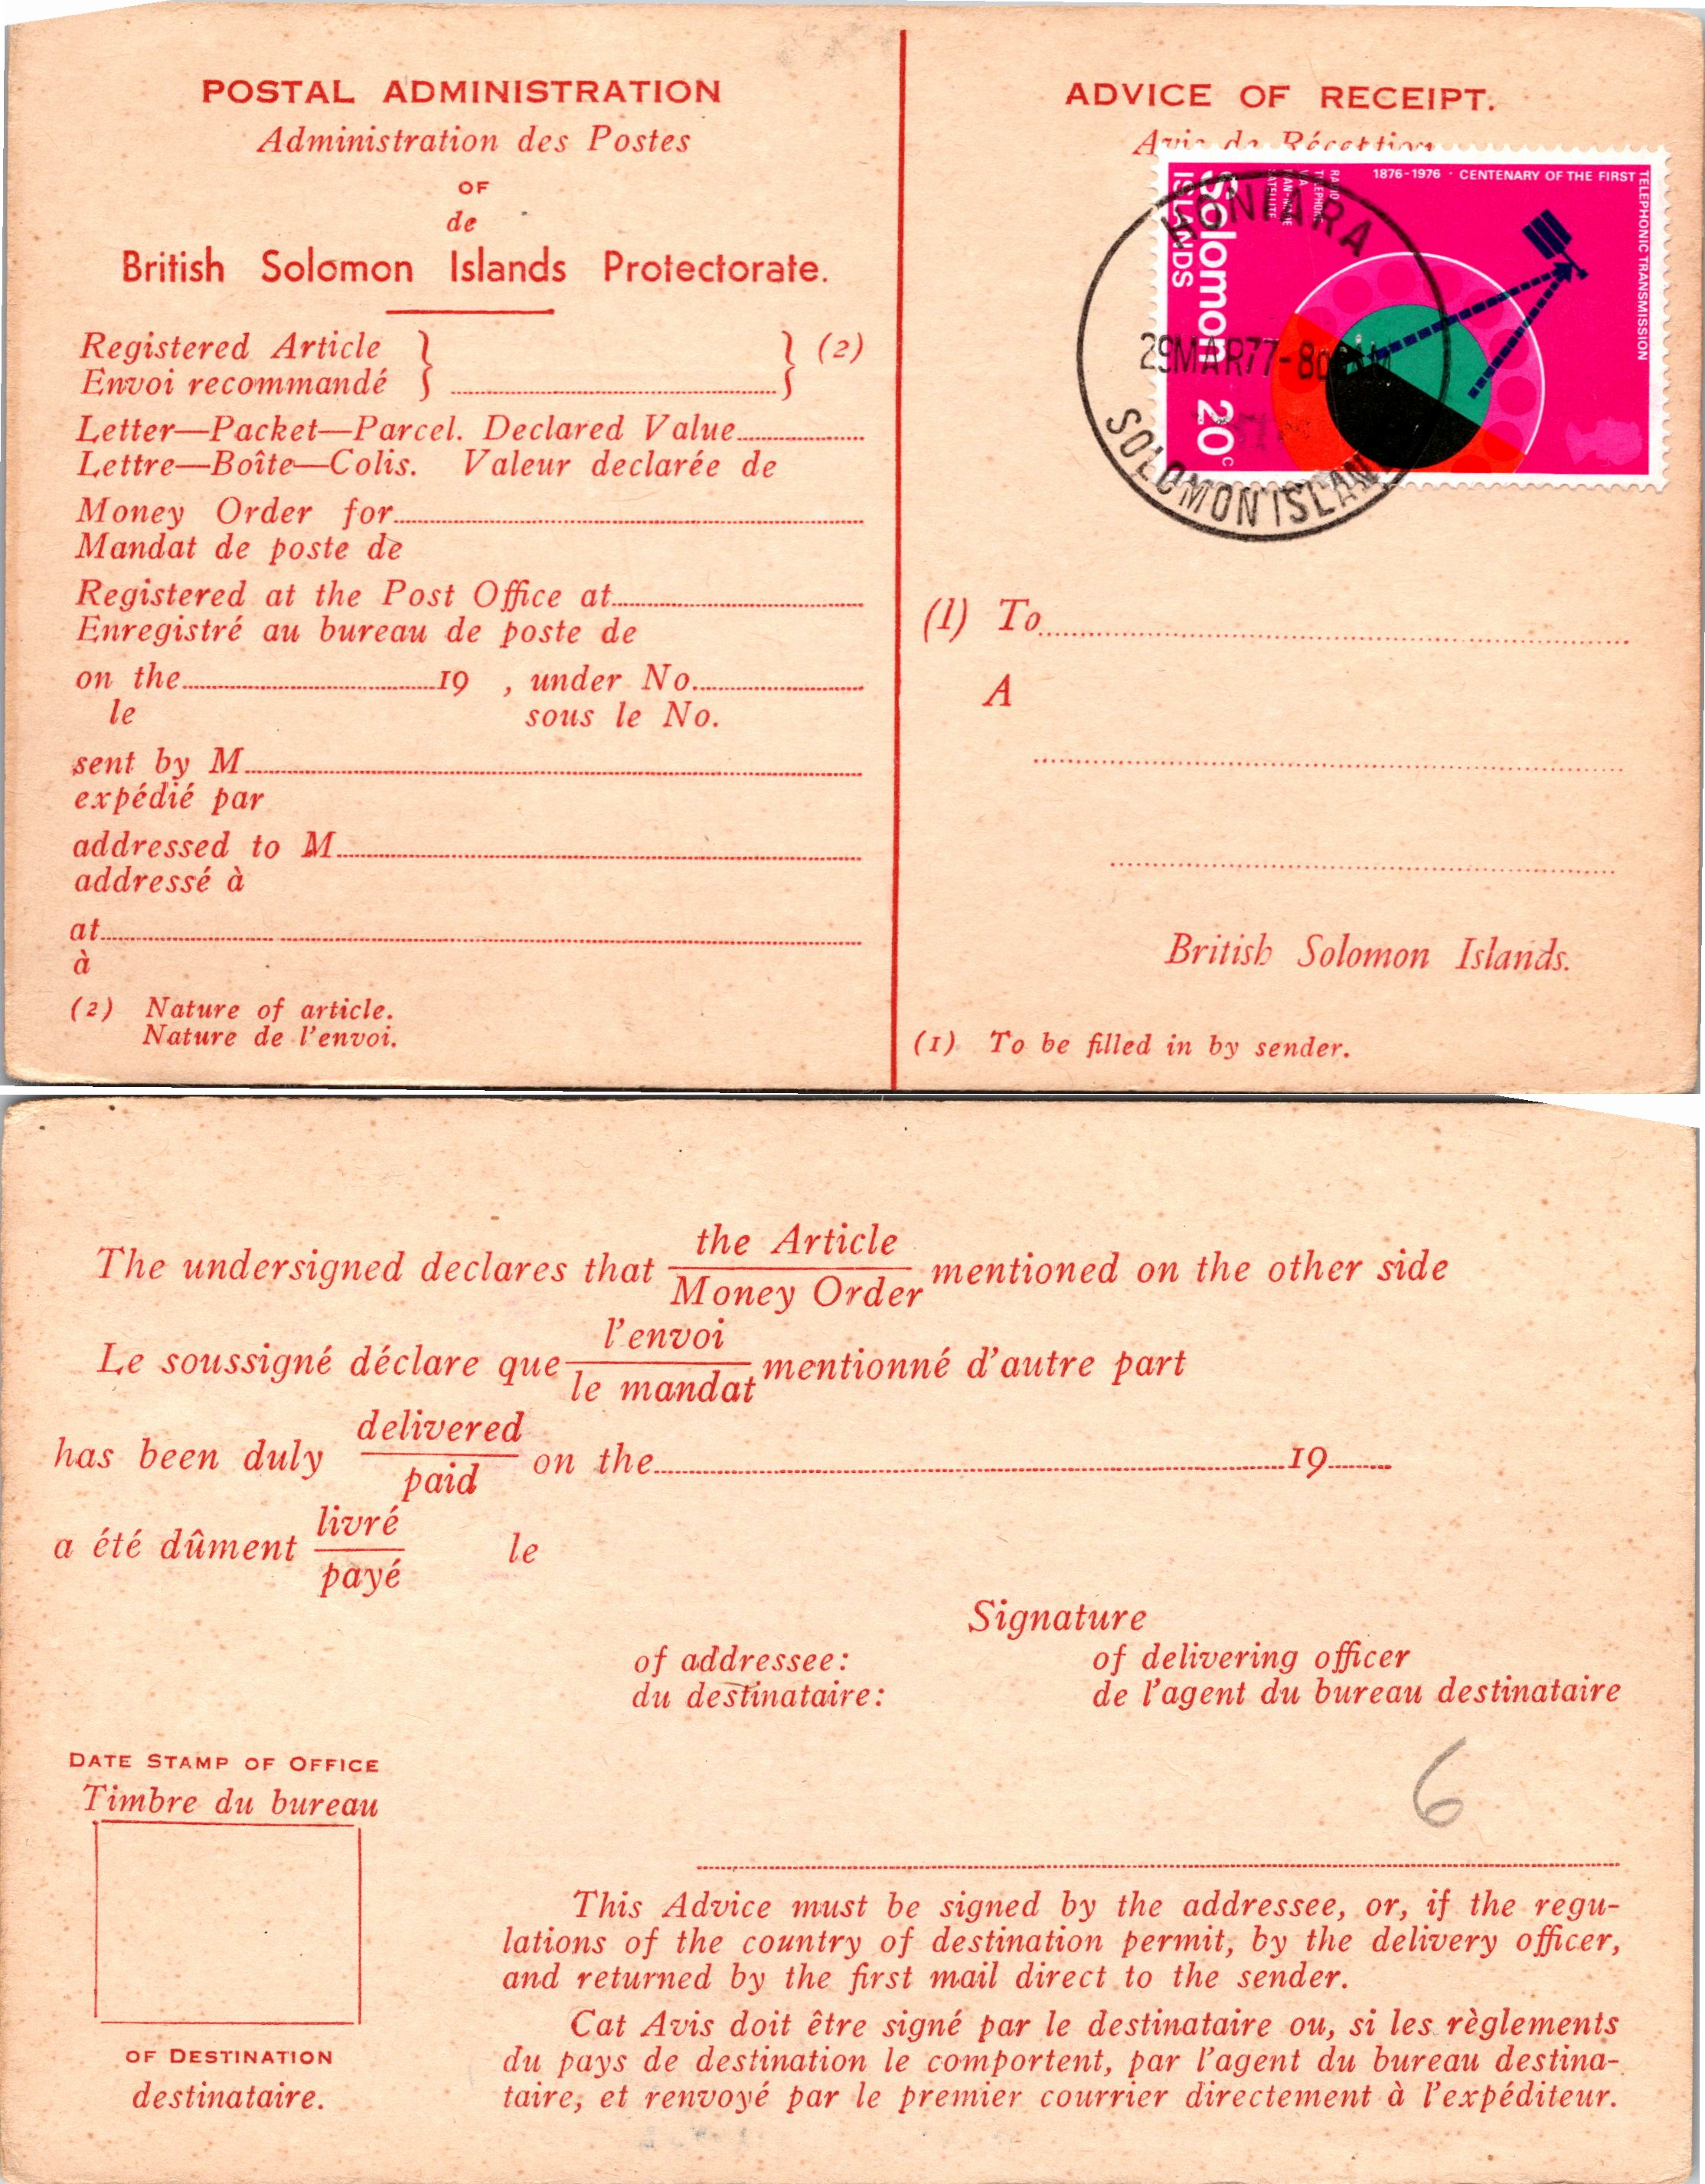 POSTAL ADMINISTRATION
Administration des Postes
OF
de
British Solomon Islands Protectorate.
Registered Article } } (2)
Envoi recommandé
Letter—Packet—Parcel. Declared Value
Lettre—Boîte—Colis. Valeur declarée de
Money Order for
Mandat de poste de
Registered at the Post Office at
Enregistré au bureau de poste de
on the 19 , under No.
le sous le No.
sent by M
expédié par
addressed to M
addressé à
at
à
(2) Nature of article.
Nature de l'envoi.
ADVICE OF RECEIPT.
Avis de Réception
1876-1976 · CENTENARY OF THE FIRST
TELEPHONIC TRANSMISSION
RADIO
TELEPHONE
VIA
SATELLITE
Solomon
ISLANDS
20c
HONIARA
29MAR77-8
SOLOMON ISLAN
(1) To
A
British Solomon Islands.
(1) To be filled in by sender.
The undersigned declares that the Article
Money Order mentioned on the other side
Le soussigné déclare que l'envoi
le mandat mentionné d'autre part
has been duly delivered
paid on the 19
a été dûment livré
payé le
Signature
of addressee: of delivering officer
du destinataire: de l'agent du bureau destinataire
6
DATE STAMP OF OFFICE
Timbre du bureau
OF DESTINATION
destinataire.
This Advice must be signed by the addressee, or, if the regu-
lations of the country of destination permit, by the delivery officer,
and returned by the first mail direct to the sender.
Cat Avis doit être signé par le destinataire ou, si les règlements
du pays de destination le comportent, par l'agent du bureau destina-
taire, et renvoyé par le premier courrier directement à l'expéditeur.